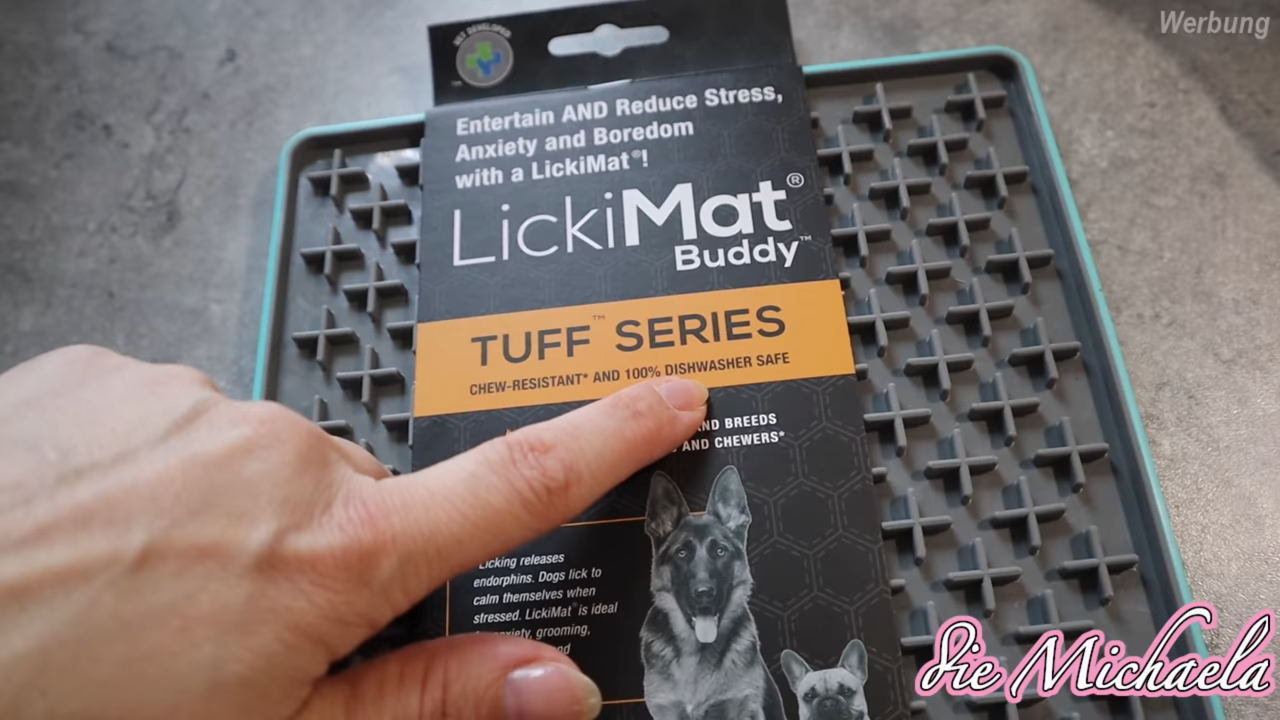 Werbung
VET DEVELOPED
Entertain AND Reduce Stress,
Anxiety and Boredom
with a LickiMat®!
LickiMat®
Buddy™
TUFF™ SERIES
CHEW-RESISTANT* AND 100% DISHWASHER SAFE
AND BREEDS
AND CHEWERS*
Licking releases
endorphins. Dogs lick to
calm themselves when
stressed. LickiMat® is ideal
anxiety, grooming,
die Michaela